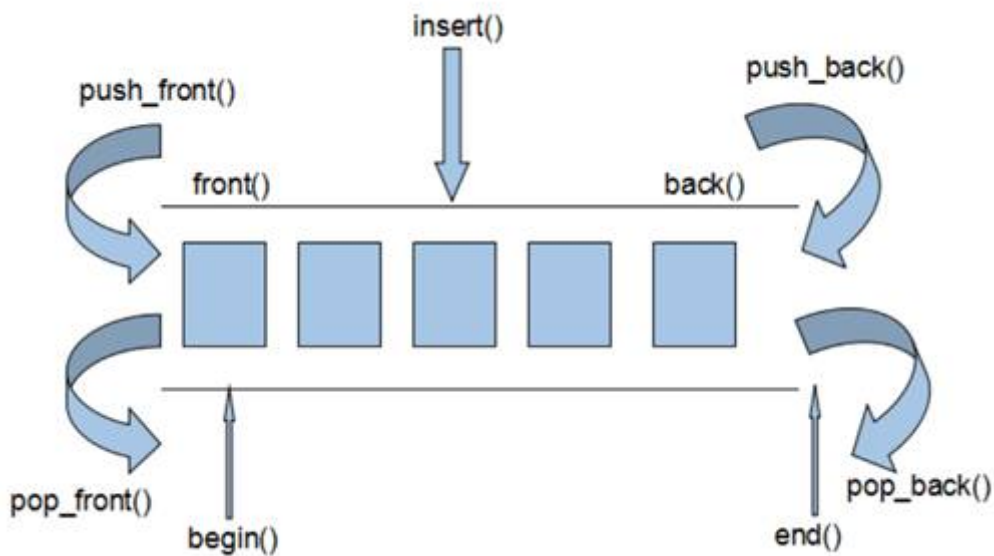 insert()
push_front()
push_back()
front()
back()
pop_front()
pop_back()
begin()
end()